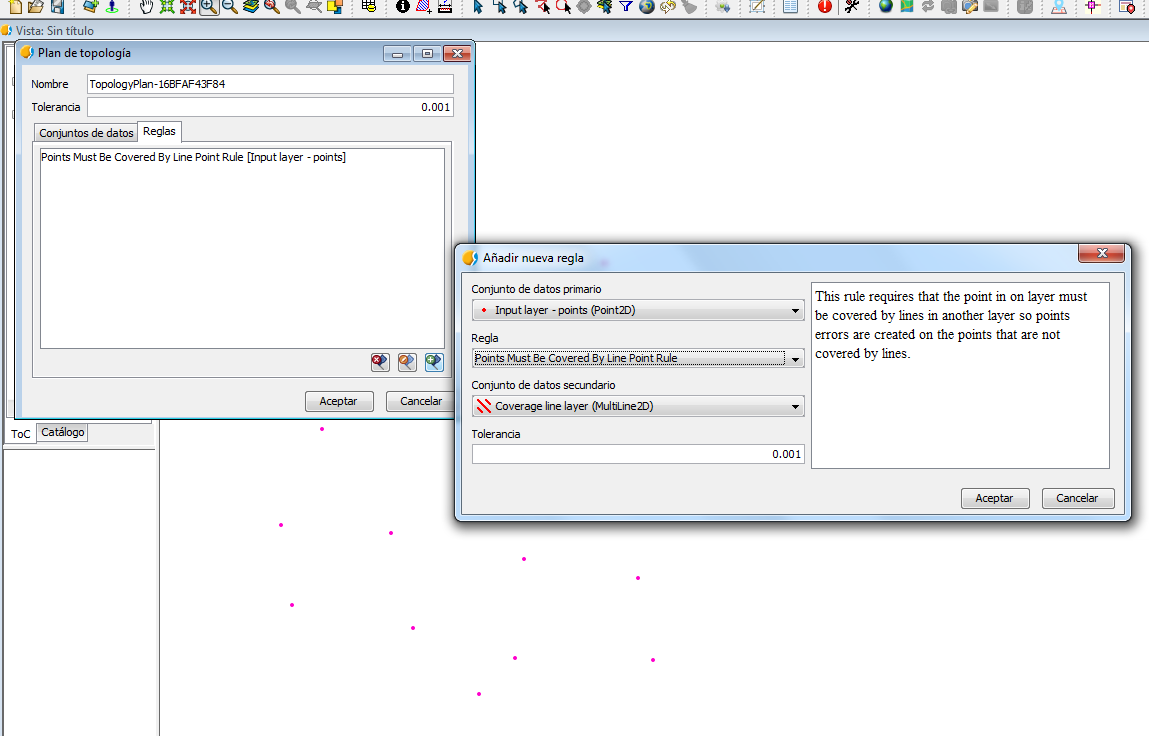 Vista: Sin título
Plan de topología
Nombre
TopologyPlan-16BFAF43F84
Tolerancia
0.001
Conjuntos de datos
Reglas
Points Must Be Covered By Line Point Rule [Input layer - points]
Aceptar
Cancelar
ToC
Catálogo
Añadir nueva regla
Conjunto de datos primario
Input layer - points (Point2D)
Regla
Points Must Be Covered By Line Point Rule
Conjunto de datos secundario
Coverage line layer (MultiLine2D)
Tolerancia
0.001
This rule requires that the point in on layer must
be covered by lines in another layer so points
errors are created on the points that are not
covered by lines.
Aceptar
Cancelar